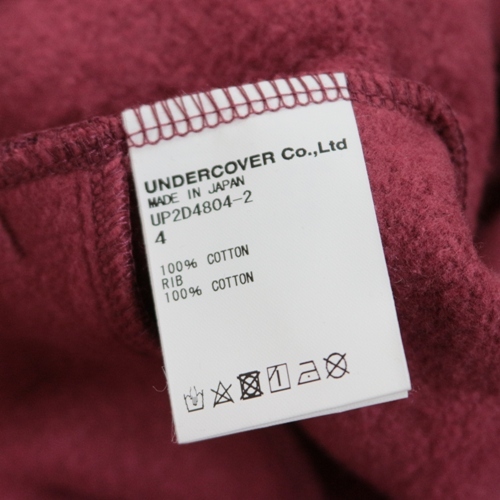 UNDERCOVER Co.,Ltd
MADE IN JAPAN
UP2D4804-2
4
100% COTTON
RIB
100% COTTON